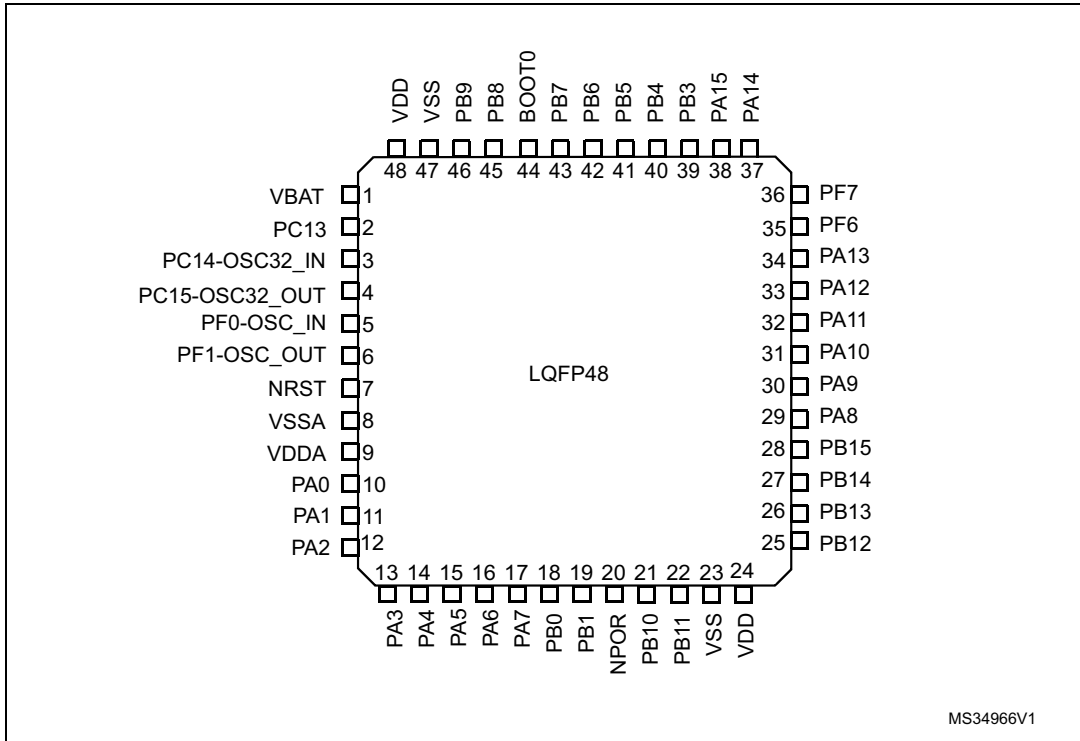 VDD
VSS
PB9
PB8
BOOT0
PB7
PB6
PB5
PB4
PB3
PA15
PA14
48 47 46 45 44 43 42 41 40 39 38 37
VBAT 1
PC13 2
PC14-OSC32_IN 3
PC15-OSC32_OUT 4
PF0-OSC_IN 5
PF1-OSC_OUT 6
NRST 7
VSSA 8
VDDA 9
PA0 10
PA1 11
PA2 12
LQFP48
36 PF7
35 PF6
34 PA13
33 PA12
32 PA11
31 PA10
30 PA9
29 PA8
28 PB15
27 PB14
26 PB13
25 PB12
13 14 15 16 17 18 19 20 21 22 23 24
PA3
PA4
PA5
PA6
PA7
PB0
PB1
NPOR
PB10
PB11
VSS
VDD
MS34966V1